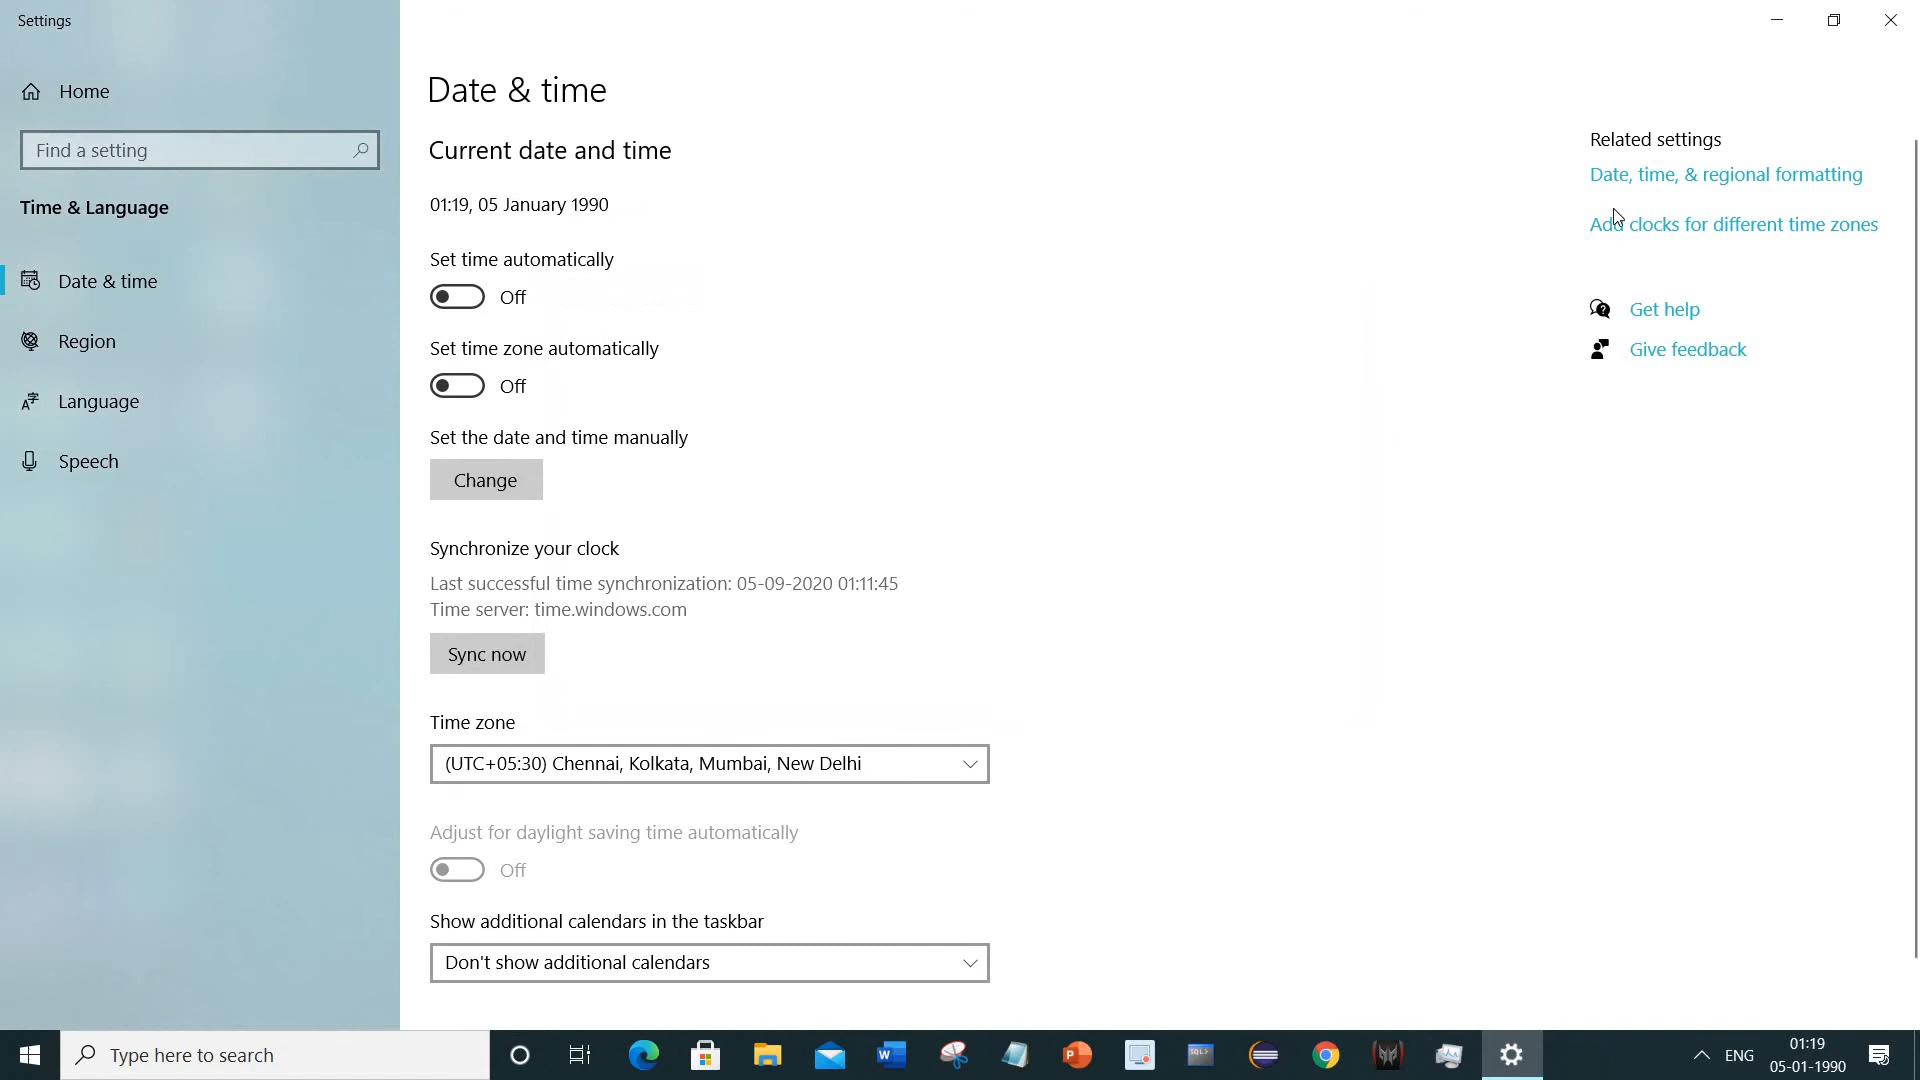 Settings
Home
Find a setting
Time & Language
Date & time
Region
Language
Speech
Date & time
Current date and time
01:19, 05 January 1990
Set time automatically
Off
Set time zone automatically
Off
Set the date and time manually
Change
Synchronize your clock
Last successful time synchronization: 05-09-2020 01:11:45
Time server: time.windows.com
Sync now
Time zone
(UTC+05:30) Chennai, Kolkata, Mumbai, New Delhi
Adjust for daylight saving time automatically
Off
Show additional calendars in the taskbar
Don't show additional calendars
Related settings
Date, time, & regional formatting
Add clocks for different time zones
Get help
Give feedback
Type here to search
W
P
SQL>
ENG
01:19
05-01-1990